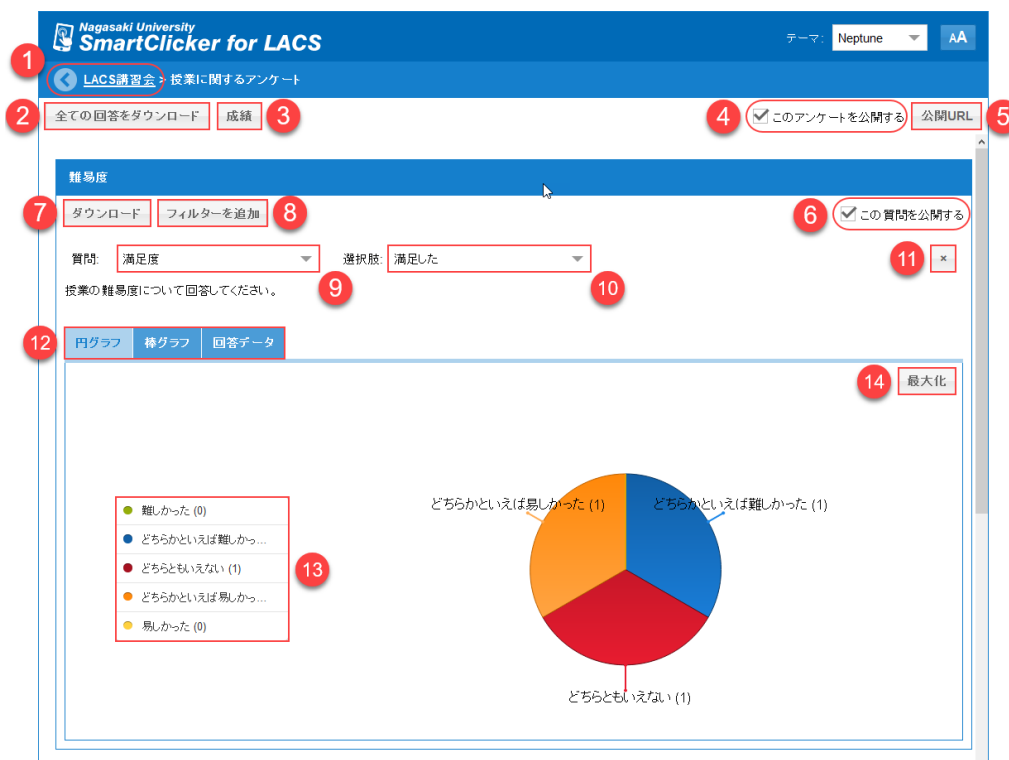 Nagasaki University
SmartClicker for LACS
テーマ: Neptune AA
1
LACS講習会 > 授業に関するアンケート
2 全ての回答をダウンロード 成績 3 4 このアンケートを公開する 公開URL 5
難易度
7 ダウンロード フィルターを追加 8 6 この質問を公開する
質問: 満足度 選択肢: 満足した 11 ×
授業の難易度について回答してください。 9 10
12 円グラフ 棒グラフ 回答データ
14 最大化
どちらかといえば易しかった (1) どちらかといえば難しかった (1)
難しかった (0)
どちらかといえば難しかっ...
どちらともいえない (1) 13
どちらかといえば易しかっ...
易しかった (0)
どちらともいえない (1)